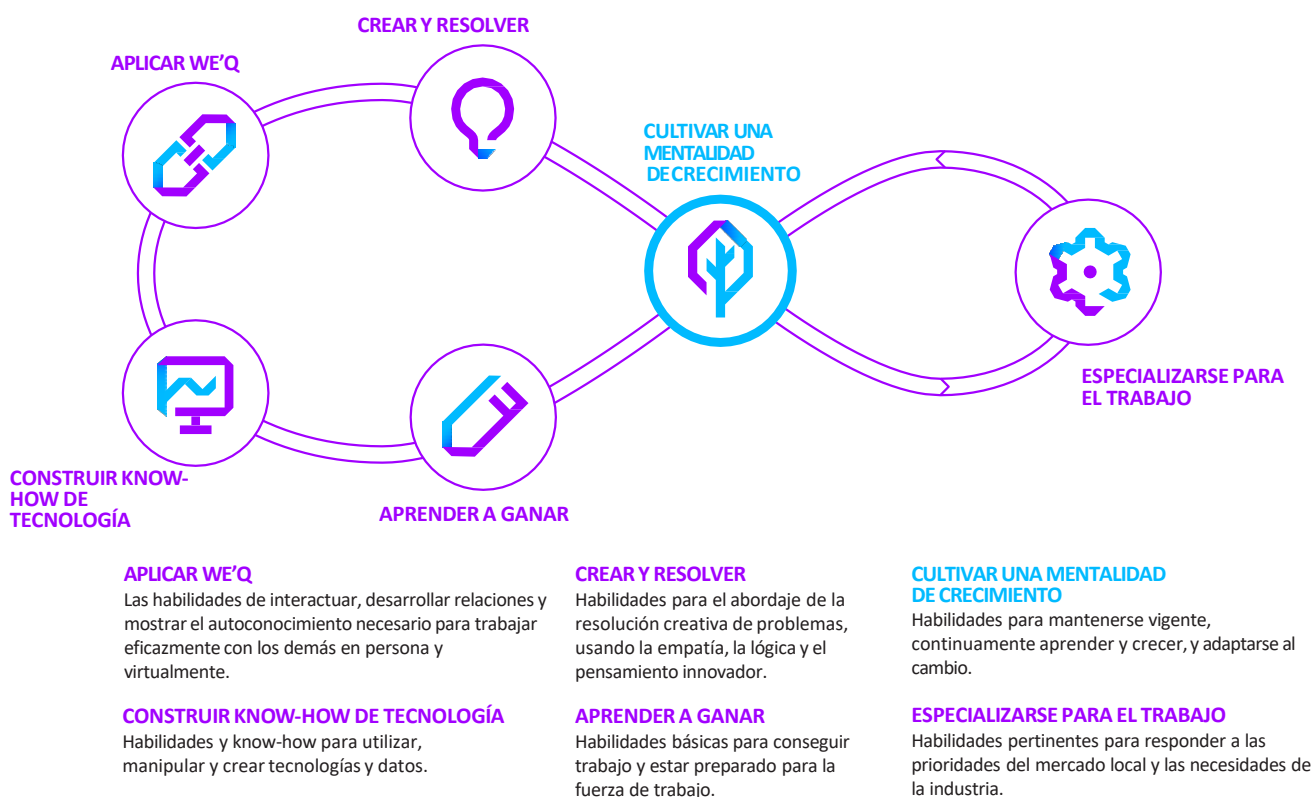 CREAR Y RESOLVER
APLICAR WE’Q
CULTIVAR UNA
MENTALIDAD
DE CRECIMIENTO
ESPECIALIZARSE PARA
EL TRABAJO
CONSTRUIR KNOW-
HOW DE
TECNOLOGÍA
APRENDER A GANAR
APLICAR WE’Q
Las habilidades de interactuar, desarrollar relaciones y
mostrar el autoconocimiento necesario para trabajar
eficazmente con los demás en persona y
virtualmente.
CONSTRUIR KNOW-HOW DE TECNOLOGÍA
Habilidades y know-how para utilizar,
manipular y crear tecnologías y datos.
CREAR Y RESOLVER
Habilidades para el abordaje de la
resolución creativa de problemas,
usando la empatía, la lógica y el
pensamiento innovador.
APRENDER A GANAR
Habilidades básicas para conseguir
trabajo y estar preparado para la
fuerza de trabajo.
CULTIVAR UNA MENTALIDAD
DE CRECIMIENTO
Habilidades para mantenerse vigente,
continuamente aprender y crecer, y adaptarse al
cambio.
ESPECIALIZARSE PARA EL TRABAJO
Habilidades pertinentes para responder a las
prioridades del mercado local y las necesidades de
la industria.